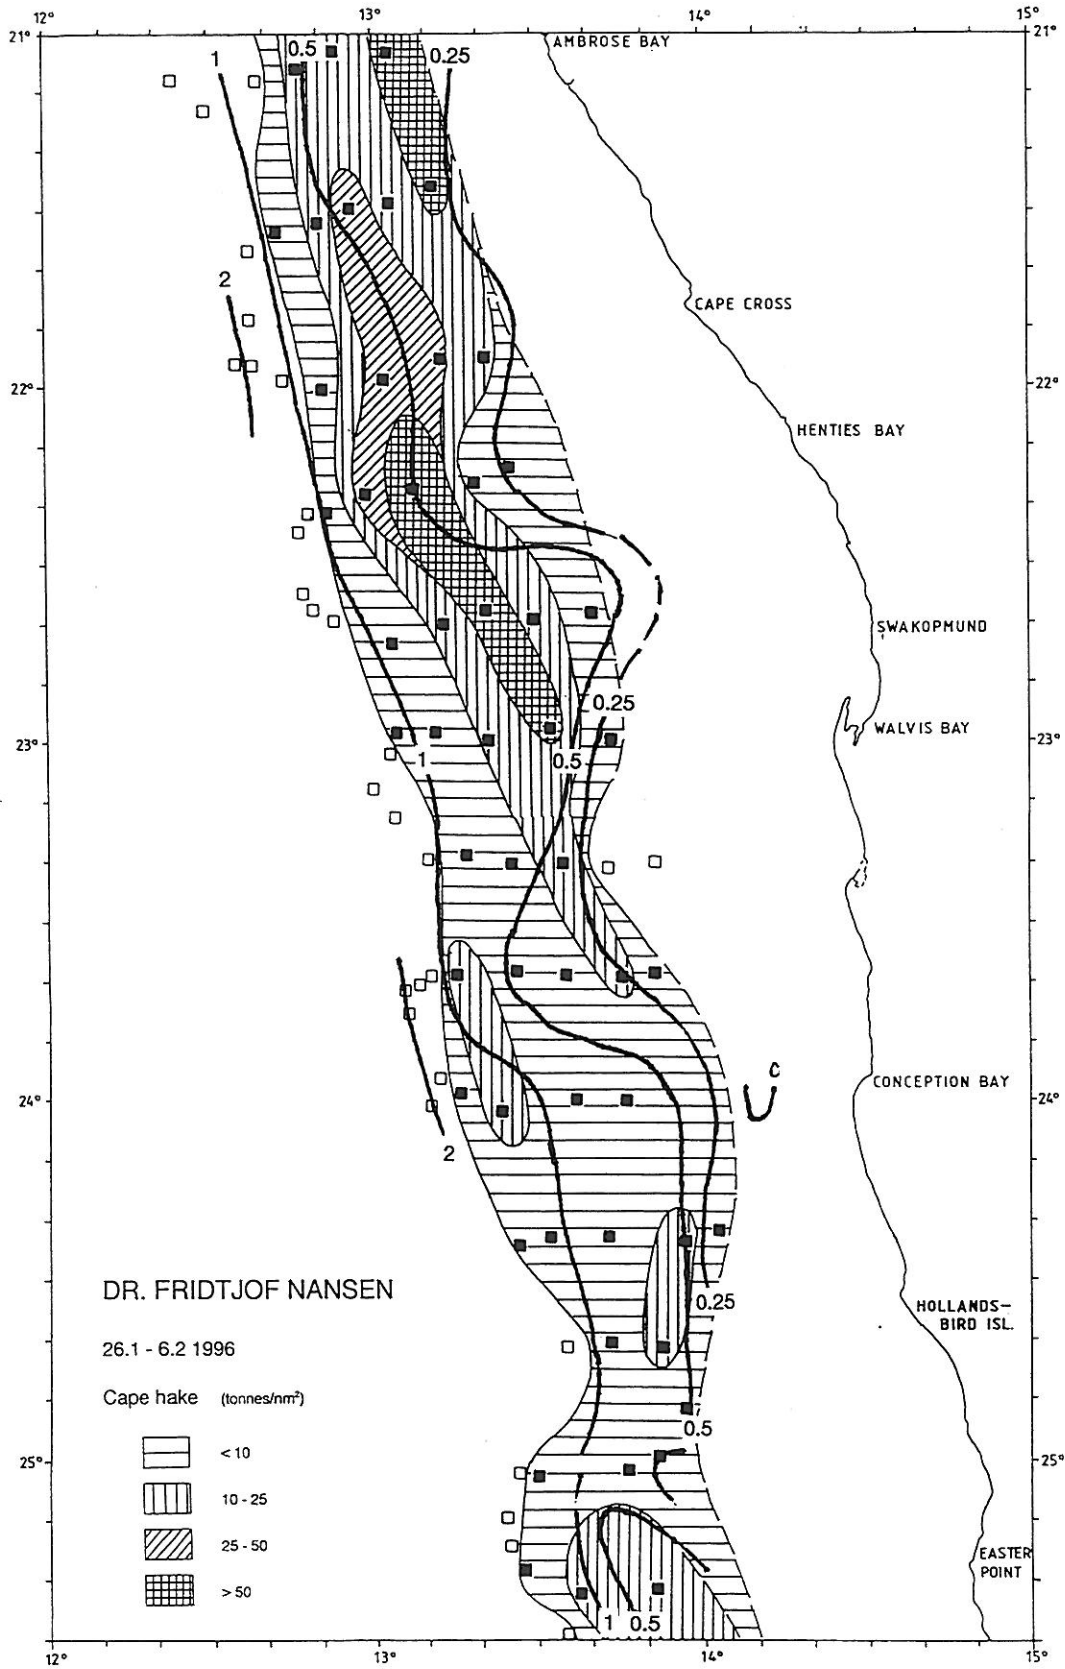 12° 13° 14° 15°
21° 21°
AMBROSE BAY
1 0.5 0.25
2
CAPE CROSS
22° 22°
HENTIES BAY
SWAKOPMUND
0.25
WALVIS BAY
23° 23°
1 0.5
CONCEPTION BAY
24° 24°
2
0.25
HOLLANDS-
BIRD ISL.
DR. FRIDTJOF NANSEN
26.1 - 6.2 1996
Cape hake (tonnes/nm²)
< 10
10 - 25
25 - 50
> 50
0.5
25° 25°
EASTER
POINT
1 0.5
12° 13° 14° 15°